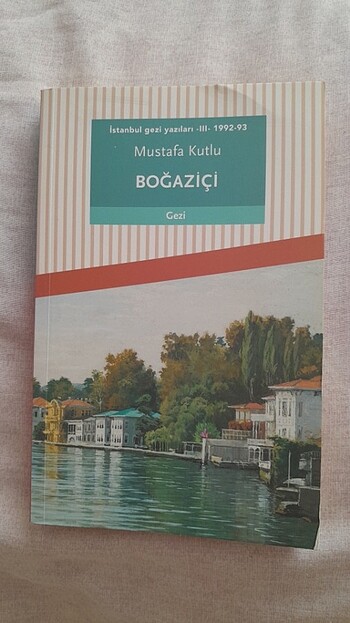 İstanbul gezi yazıları -III- 1992-93
Mustafa Kutlu
BOĞAZİÇİ
Gezi